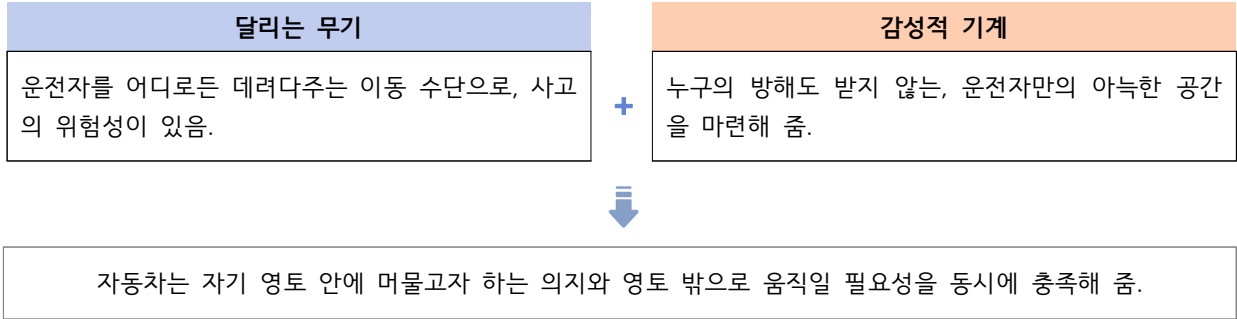 달리는 무기
운전자를 어디로든 데려다주는 이동 수단으로, 사고
의 위험성이 있음.
+
감성적 기계
누구의 방해도 받지 않는, 운전자만의 아늑한 공간
을 마련해 줌.
자동차는 자기 영토 안에 머물고자 하는 의지와 영토 밖으로 움직일 필요성을 동시에 충족해 줌.